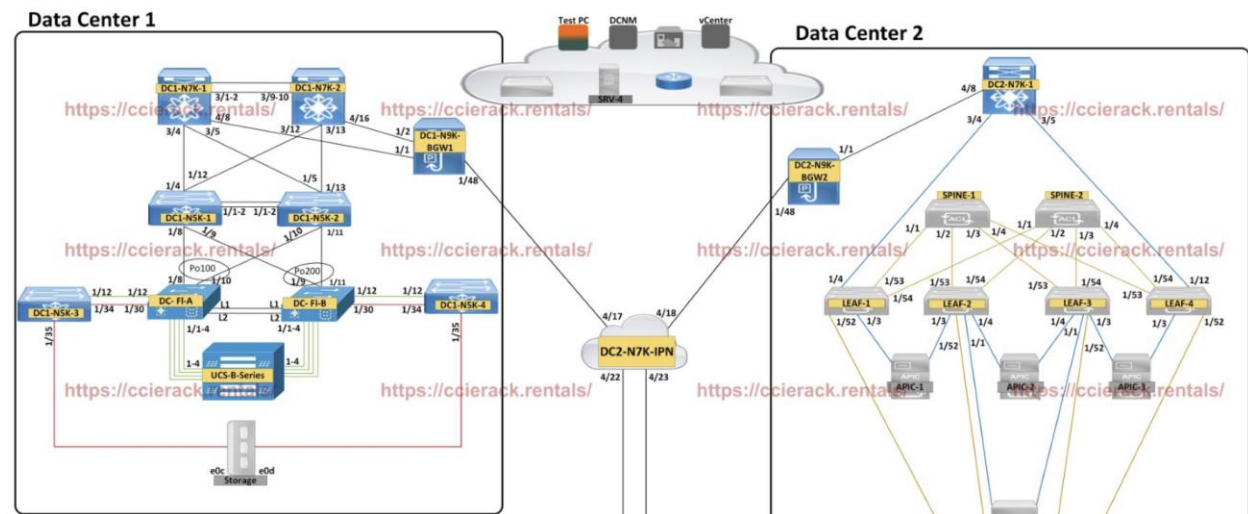 Data Center 1
Test PC
DCNM
vCenter
SRV-4
Data Center 2
DC1-N7K-1
DC1-N7K-2
3/1-2
3/9-10
https://ccierack.rentals/
https://ccierack.rentals/
https://ccierack.rentals/
https://ccierack.rentals/
4/8
4/16
3/4
3/5
3/12
3/13
1/2
1/1
DC1-N9K-
BGW1
1/48
DC2-N7K-1
4/8
3/4
3/5
1/1
DC2-N9K-
BGW2
1/48
1/12
1/4
1/5
1/13
DC1-N5K-1
1/1-2
1/1-2
DC1-N5K-2
1/8
1/9
1/10
1/11
SPINE-1
SPINE-2
ACI
ACI
1/1
1/2
1/3
1/4
1/1
1/2
1/3
1/4
https://ccierack.rentals/
https://ccierack.rentals/
https://ccierack.rentals/
https://ccierack.rentals/
Po100
Po200
1/8
1/10
1/9
1/11
1/12
1/30
1/12
1/34
DC- FI-A
L1
L1
L2
L2
DC- FI-B
1/12
1/30
1/12
1/34
DC1-N5K-3
DC1-N5K-4
1/35
1/35
1/1-4
1/1-4
1-4
1-4
UCS-B-Series
4/17
4/18
DC2-N7K-IPN
4/22
4/23
1/4
1/53
1/54
1/53
1/54
1/53
1/54
1/53
1/54
1/12
LEAF-1
LEAF-2
LEAF-3
LEAF-4
1/52
1/3
1/3
1/4
1/52
1/1
1/4
1/1
1/3
1/52
1/3
1/52
APIC
APIC
APIC
APIC-1
APIC-2
APIC-3
https://ccierack.rentals/
https://ccierack.rentals/
https://ccierack.rentals/
https://ccierack.rentals/
e0c
e0d
Storage